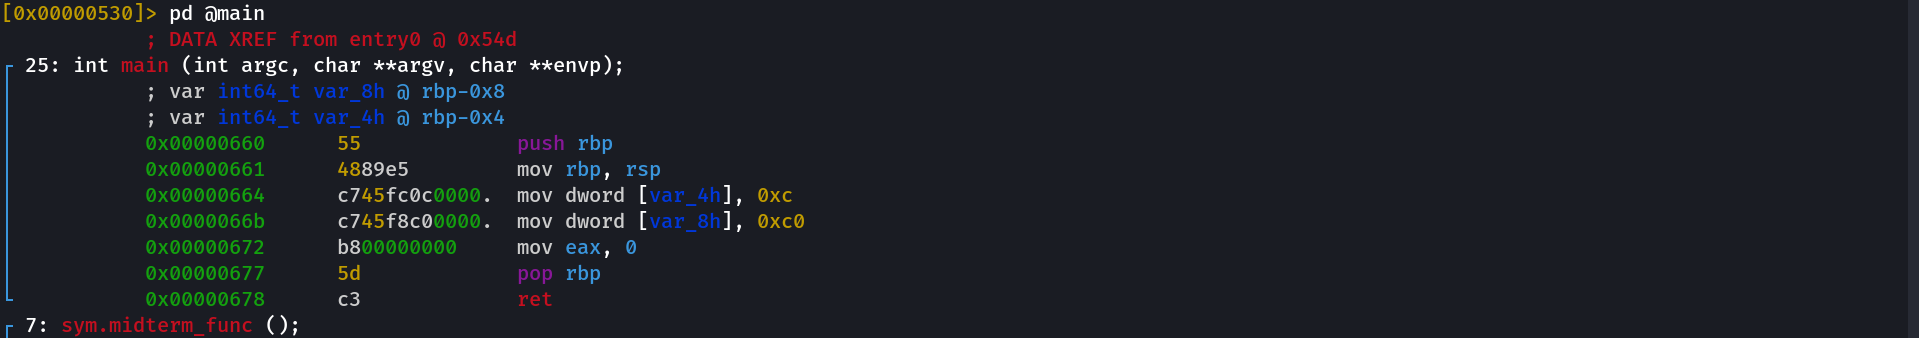 [0x00000530]> pd @main
; DATA XREF from entry0 @ 0x54d
25: int main (int argc, char **argv, char **envp);
; var int64_t var_8h @ rbp-0x8
; var int64_t var_4h @ rbp-0x4
0x00000660      55             push rbp
0x00000661      4889e5         mov rbp, rsp
0x00000664      c745fc0c0000.  mov dword [var_4h], 0xc
0x0000066b      c745f8c00000.  mov dword [var_8h], 0xc0
0x00000672      b800000000     mov eax, 0
0x00000677      5d             pop rbp
0x00000678      c3             ret
7: sym.midterm_func ();